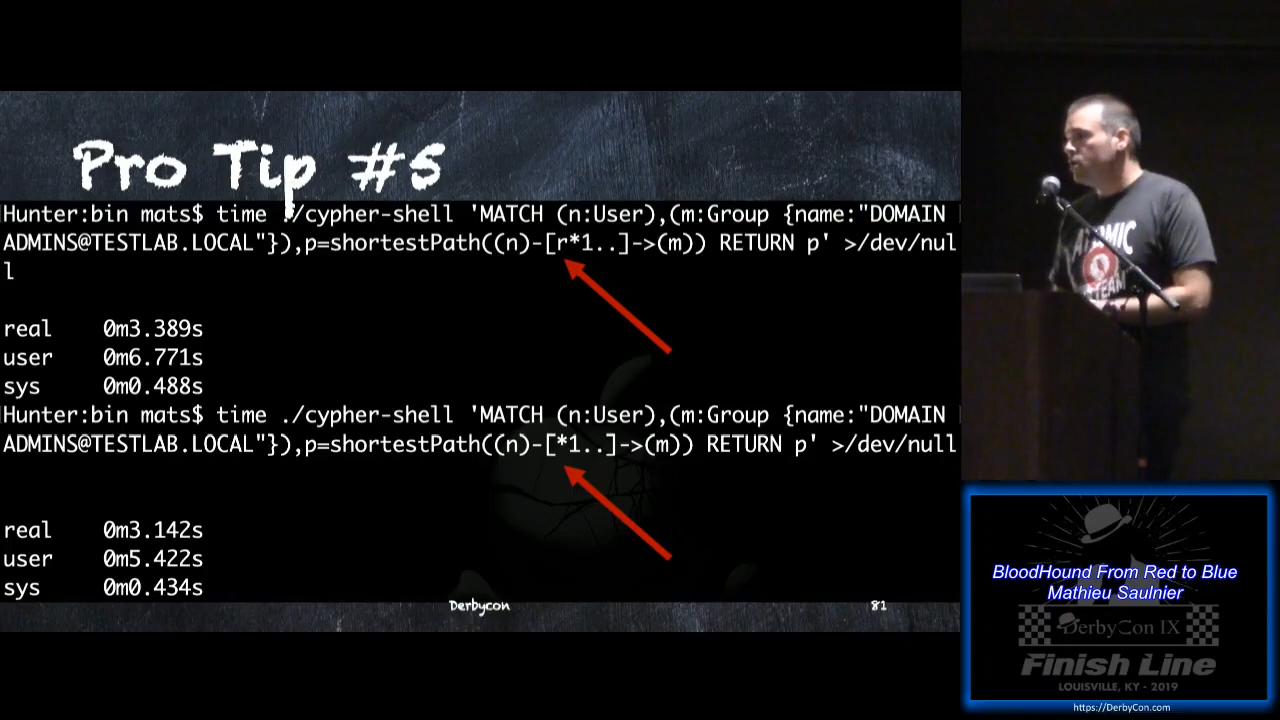 Pro Tip #5
Hunter:bin mats$ time ./cypher-shell 'MATCH (n:User),(m:Group {name:"DOMAIN
ADMINS@TESTLAB.LOCAL"}),p=shortestPath((n)-[r*1..]->(m)) RETURN p' >/dev/nul
l
real 0m3.389s
user 0m6.771s
sys 0m0.488s
Hunter:bin mats$ time ./cypher-shell 'MATCH (n:User),(m:Group {name:"DOMAIN
ADMINS@TESTLAB.LOCAL"}),p=shortestPath((n)-[*1..]->(m)) RETURN p' >/dev/null
real 0m3.142s
user 0m5.422s
sys 0m0.434s
Derbycon
81
ATOMIC
BloodHound From Red to Blue
Mathieu Saulnier
DerbyCon IX
Finish Line
LOUISVILLE, KY - 2019
https://DerbyCon.com